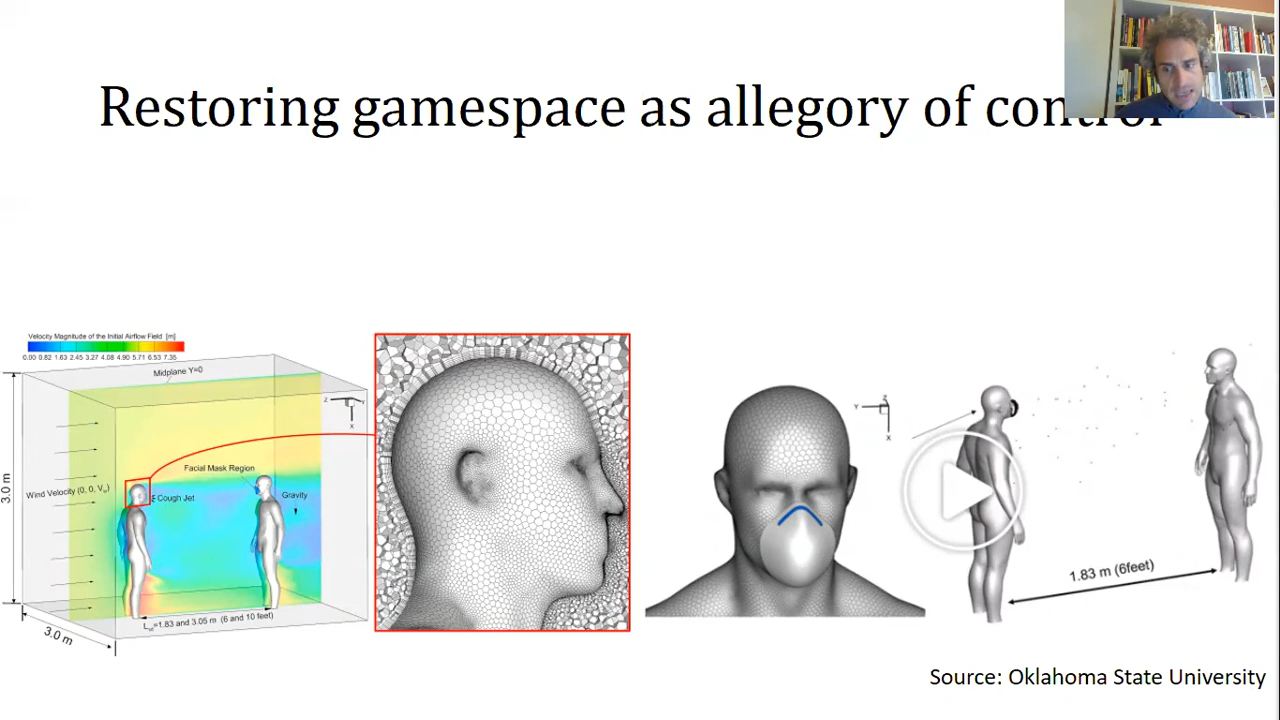 Restoring gamespace as allegory of control
Velocity Magnitude of the Initial Airflow Field [m]
0.00 0.82 1.63 2.45 3.27 4.08 4.90 5.71 6.53 7.35
Midplane Y=0
Z
Y
X
3.0 m
Facial Mask Region
Wind Velocity (0, 0, Vw)
Cough Jet
Gravity
=1.83 and 3.05 m (6 and 10 feet)
3.0 m
Y
Z
X
1.83 m (6feet)
Source: Oklahoma State University